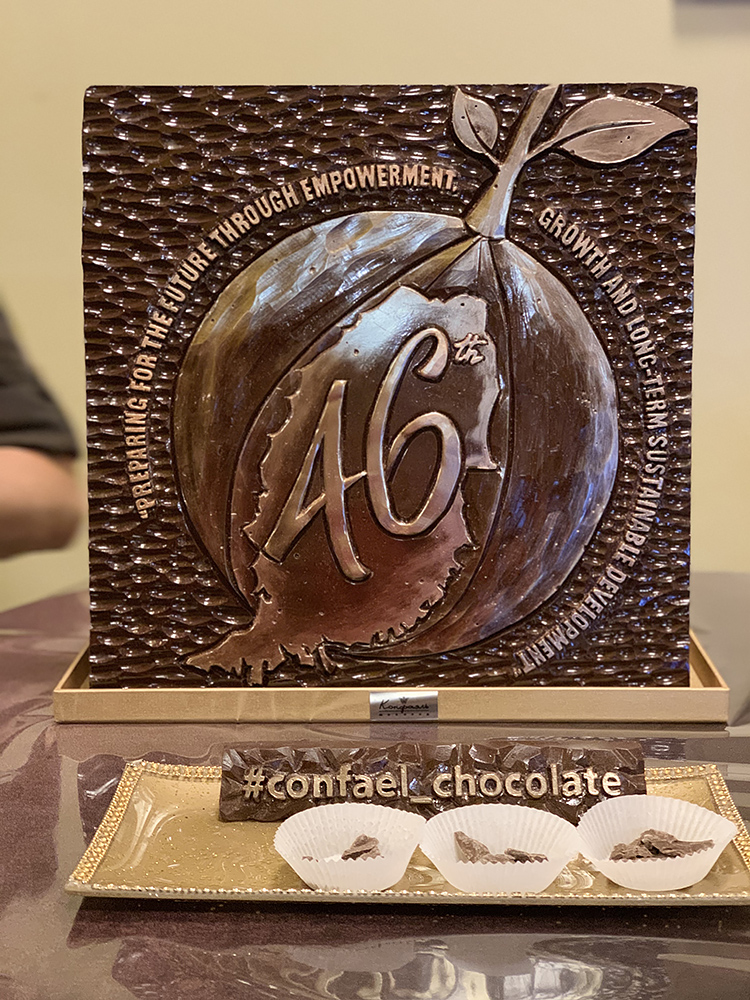 "PREPARING FOR THE FUTURE THROUGH EMPOWERMENT,
GROWTH AND LONG-TERM SUSTAINABLE DEVELOPMENT"
46th
#confael_chocolate